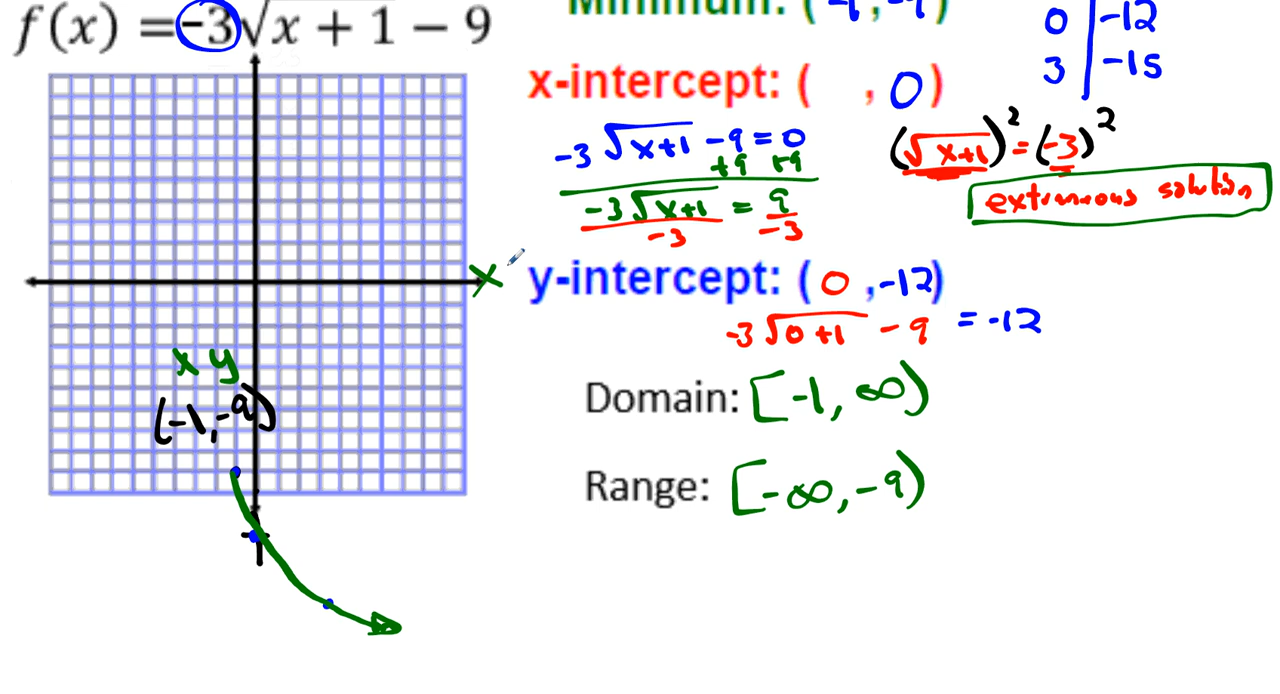 f(x) = -3√x + 1 - 9
Minimum: (-1, -9)
0 | -12
3 | -15
x-intercept: ( , 0)
-3√x+1 - 9 = 0
+9 +9
-3√x+1 = 9
-3 -3
(√x+1)² = (-3)²
extraneous solution
x
y-intercept: (0, -12)
-3√0+1 - 9 = -12
x y
(-1, -9)
Domain: [-1, ∞)
Range: [-∞, -9)